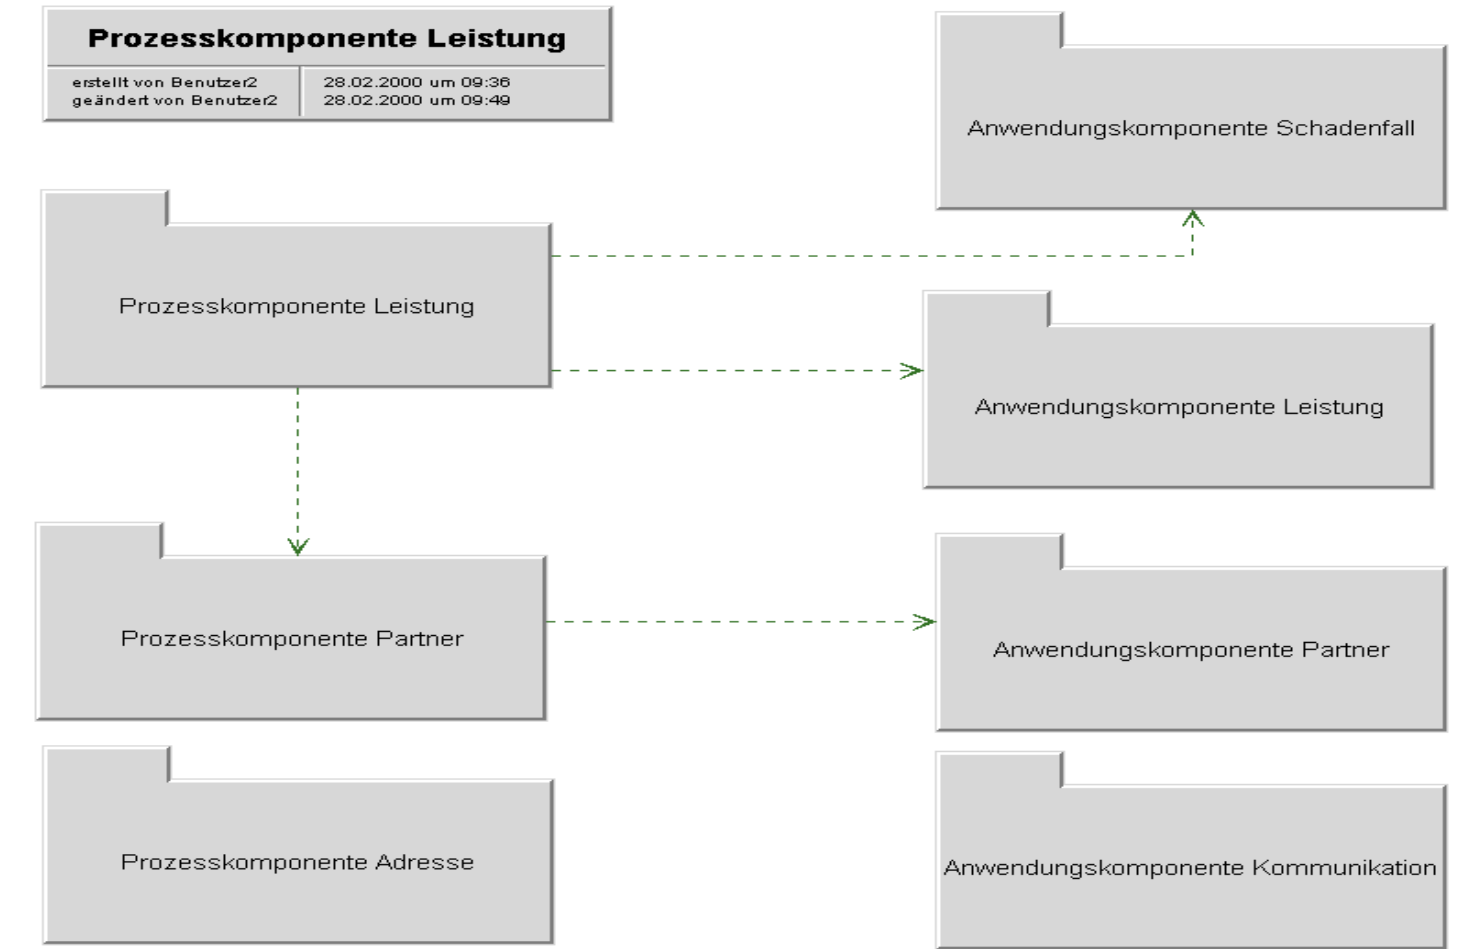 Prozesskomponente Leistung
erstellt von Benutzer2 28.02.2000 um 09:36
geändert von Benutzer2 28.02.2000 um 09:49
Anwendungskomponente Schadenfall
Prozesskomponente Leistung
Anwendungskomponente Leistung
Prozesskomponente Partner
Anwendungskomponente Partner
Prozesskomponente Adresse
Anwendungskomponente Kommunikation